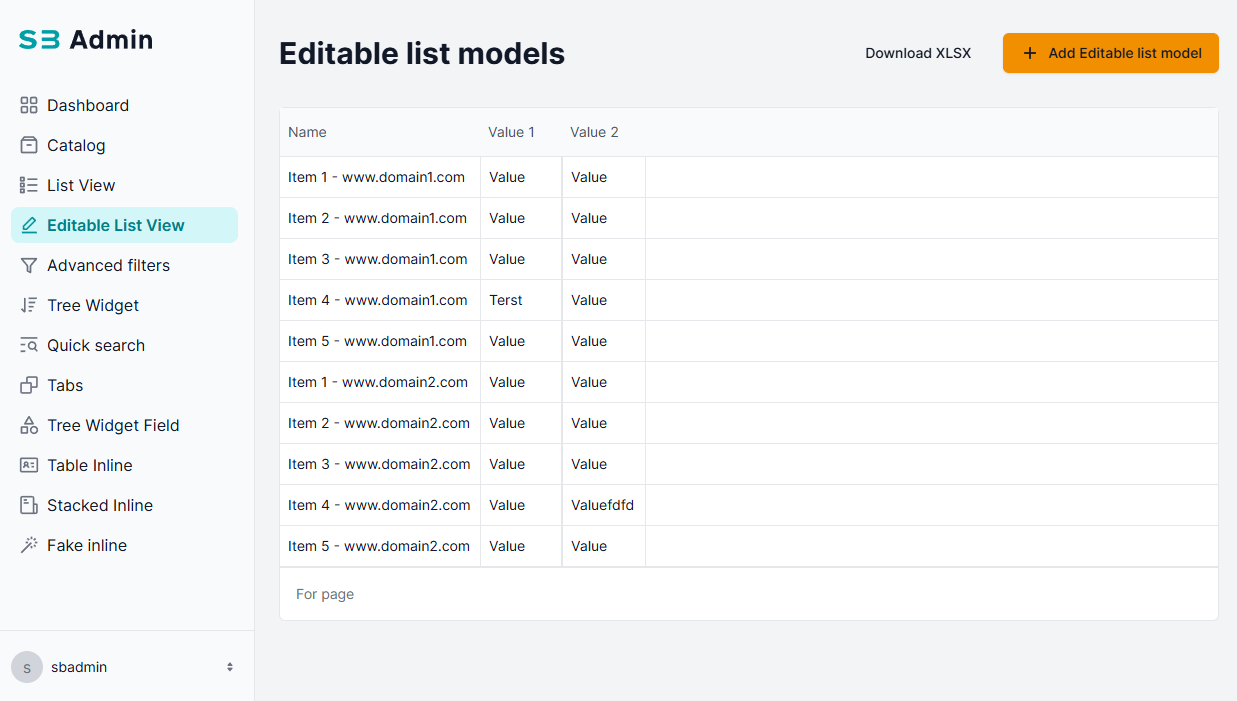 SB Admin
Dashboard
Catalog
List View
Editable List View
Advanced filters
Tree Widget
Quick search
Tabs
Tree Widget Field
Table Inline
Stacked Inline
Fake inline
S sbadmin
Editable list models
Download XLSX
+ Add Editable list model
Name Value 1 Value 2
Item 1 - www.domain1.com Value Value
Item 2 - www.domain1.com Value Value
Item 3 - www.domain1.com Value Value
Item 4 - www.domain1.com Terst Value
Item 5 - www.domain1.com Value Value
Item 1 - www.domain2.com Value Value
Item 2 - www.domain2.com Value Value
Item 3 - www.domain2.com Value Value
Item 4 - www.domain2.com Value Valuefdfd
Item 5 - www.domain2.com Value Value
For page